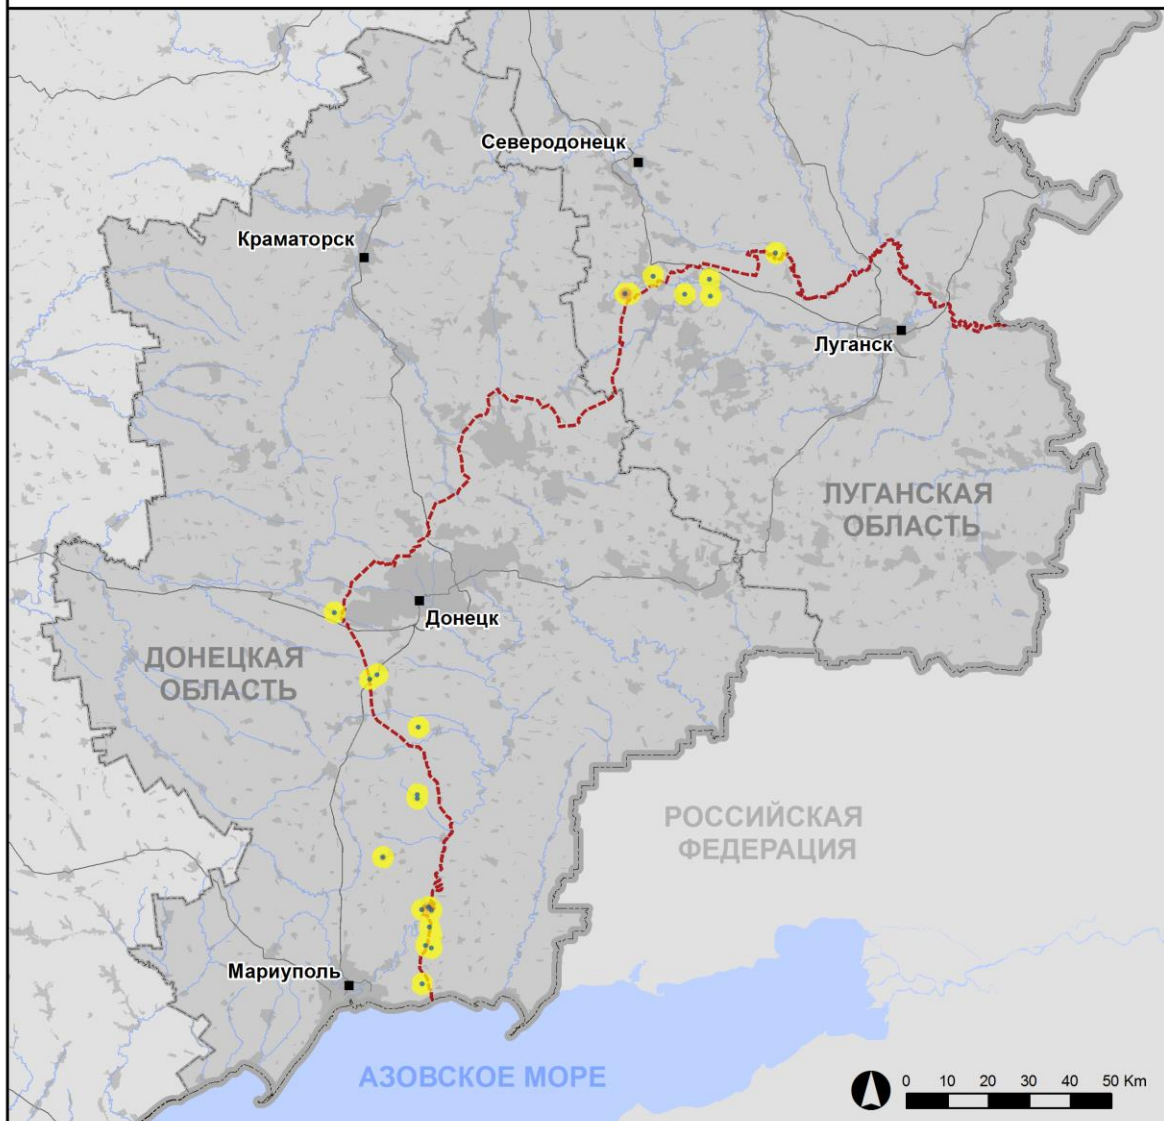 Северодонецк
Краматорск
Луганск
ЛУГАНСКАЯ
ОБЛАСТЬ
Донецк
ДОНЕЦКАЯ
ОБЛАСТЬ
РОССИЙСКАЯ
ФЕДЕРАЦИЯ
Мариуполь
АЗОВСКОЕ МОРЕ
0 10 20 30 40 50 Km